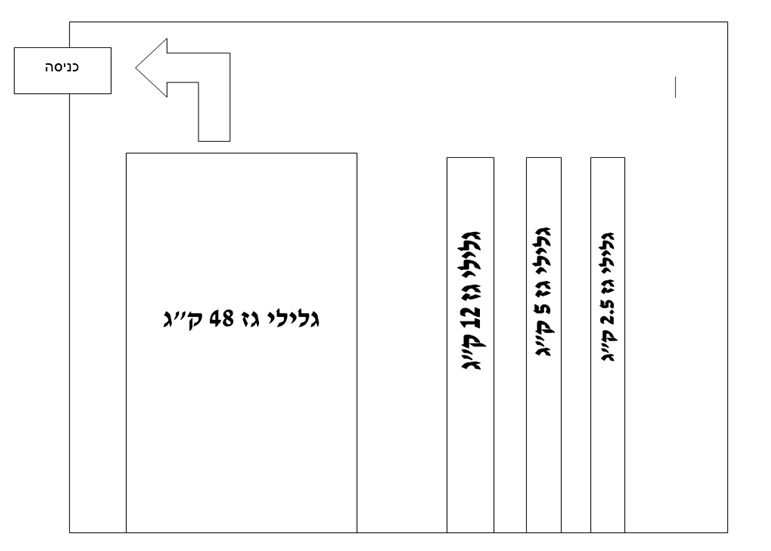 כניסה
גלילי גז 48 ק״ג
גלילי גז 12 ק״ג
גלילי גז 5 ק״ג
גלילי גז 2.5 ק״ג